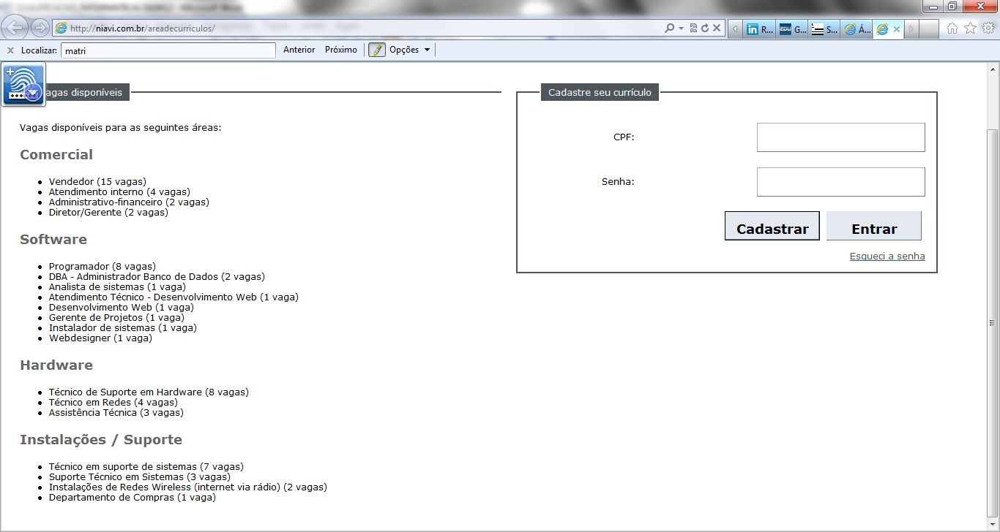 http://niavi.com.br/areadecurriculos/
R...
EDU G...
S...
Á...
Localizar: matri Anterior Próximo Opções
agas disponíveis
Vagas disponíveis para as seguintes áreas:
Comercial
Vendedor (15 vagas)
Atendimento interno (4 vagas)
Administrativo-financeiro (2 vagas)
Diretor/Gerente (2 vagas)
Software
Programador (8 vagas)
DBA - Administrador Banco de Dados (2 vagas)
Analista de sistemas (1 vaga)
Atendimento Técnico - Desenvolvimento Web (1 vaga)
Desenvolvimento Web (1 vaga)
Gerente de Projetos (1 vaga)
Instalador de sistemas (1 vaga)
Webdesigner (1 vaga)
Hardware
Técnico de Suporte em Hardware (8 vagas)
Técnico em Redes (4 vagas)
Assistência Técnica (3 vagas)
Instalações / Suporte
Técnico em suporte de sistemas (7 vagas)
Suporte Técnico em Sistemas (3 vagas)
Instalações de Redes Wireless (internet via rádio) (2 vagas)
Departamento de Compras (1 vaga)
Cadastre seu currículo
CPF:
Senha:
Cadastrar Entrar
Esqueci a senha